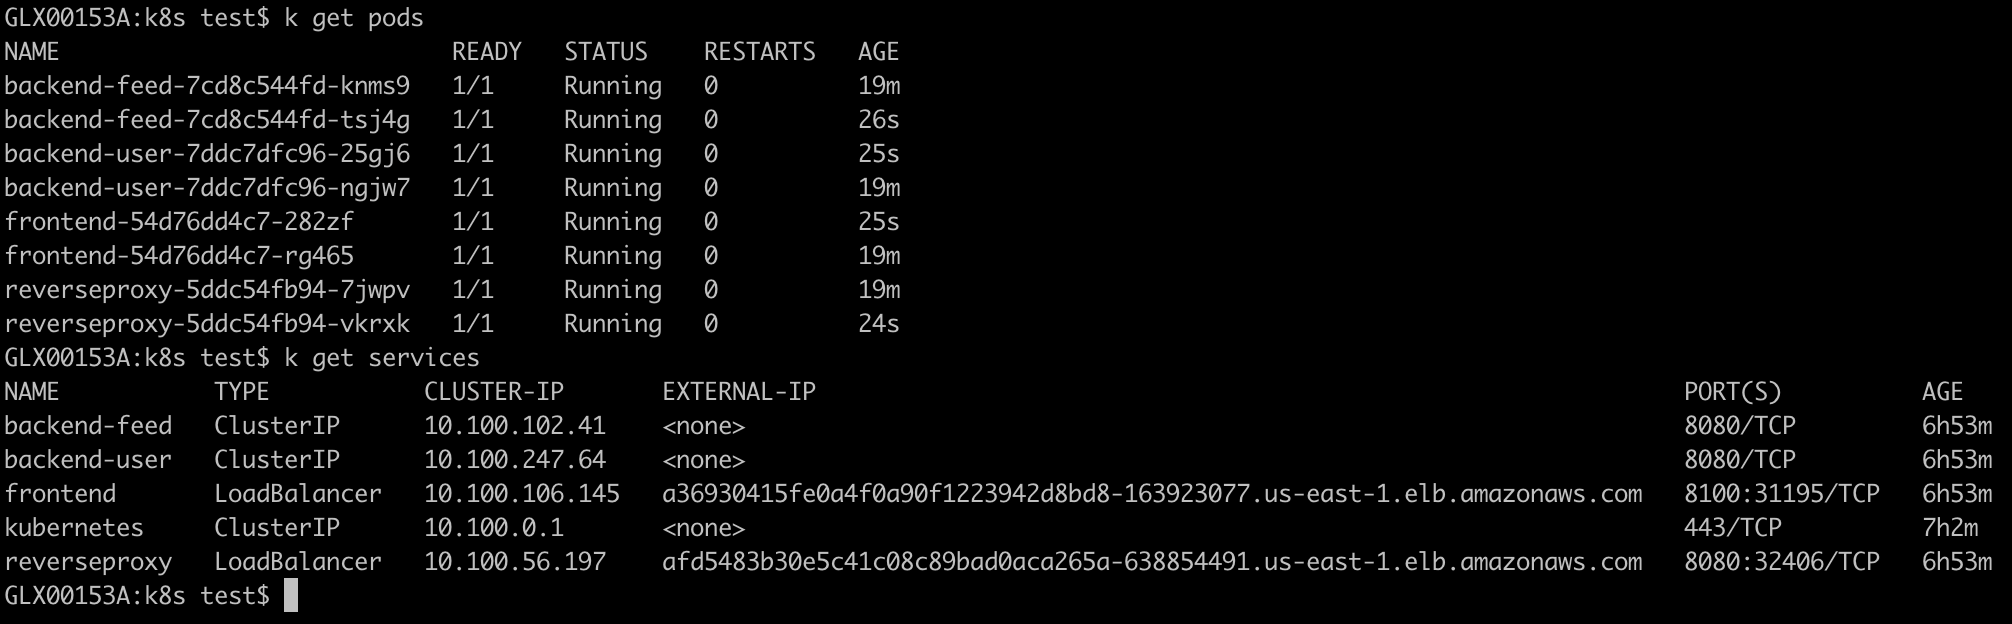 GLX00153A:k8s test$ k get pods
NAME READY STATUS RESTARTS AGE
backend-feed-7cd8c544fd-knms9 1/1 Running 0 19m
backend-feed-7cd8c544fd-tsj4g 1/1 Running 0 26s
backend-user-7ddc7dfc96-25gj6 1/1 Running 0 25s
backend-user-7ddc7dfc96-ngjw7 1/1 Running 0 19m
frontend-54d76dd4c7-282zf 1/1 Running 0 25s
frontend-54d76dd4c7-rg465 1/1 Running 0 19m
reverseproxy-5ddc54fb94-7jwpv 1/1 Running 0 19m
reverseproxy-5ddc54fb94-vkrxk 1/1 Running 0 24s
GLX00153A:k8s test$ k get services
NAME TYPE CLUSTER-IP EXTERNAL-IP PORT(S) AGE
backend-feed ClusterIP 10.100.102.41 <none> 8080/TCP 6h53m
backend-user ClusterIP 10.100.247.64 <none> 8080/TCP 6h53m
frontend LoadBalancer 10.100.106.145 a36930415fe0a4f0a90f1223942d8bd8-163923077.us-east-1.elb.amazonaws.com 8100:31195/TCP 6h53m
kubernetes ClusterIP 10.100.0.1 <none> 443/TCP 7h2m
reverseproxy LoadBalancer 10.100.56.197 afd5483b30e5c41c08c89bad0aca265a-638854491.us-east-1.elb.amazonaws.com 8080:32406/TCP 6h53m
GLX00153A:k8s test$